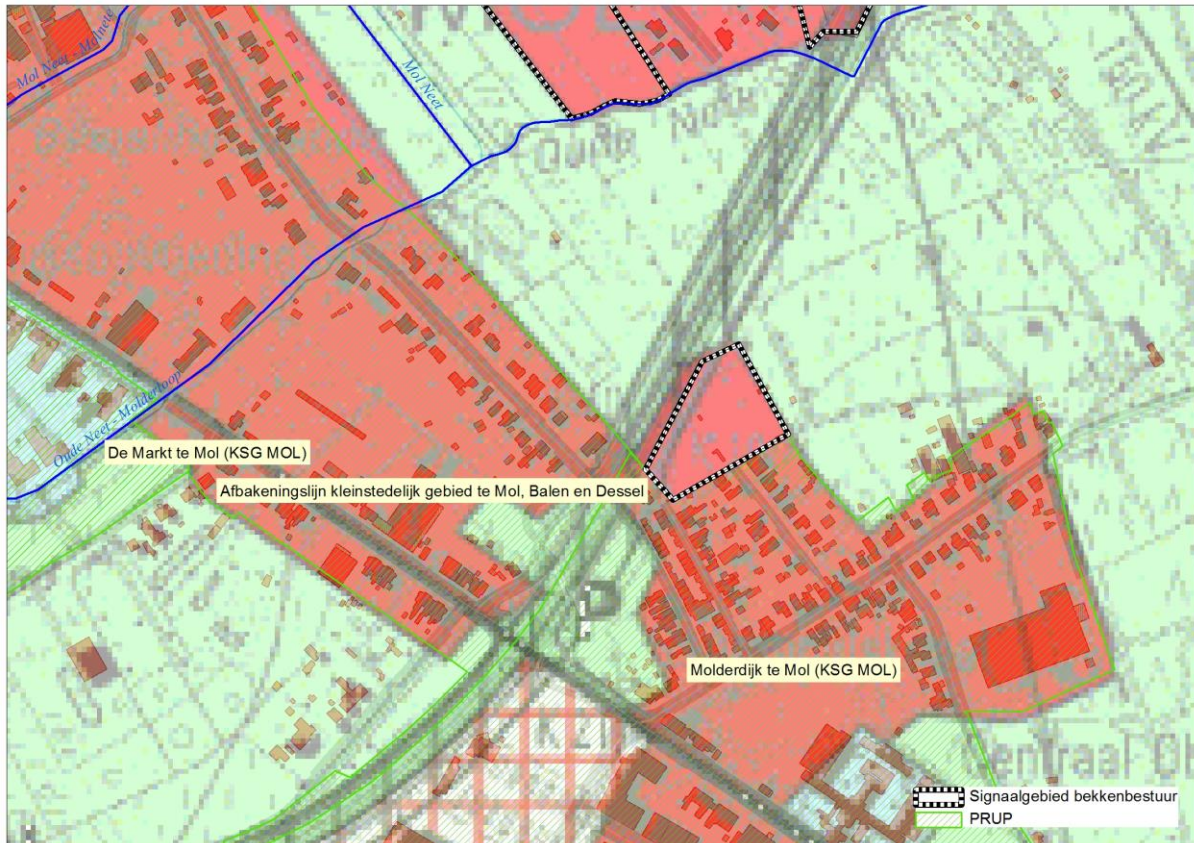 Mol Neet - Molnete
Mol Neet
Oude Neet - Molderloop
De Markt te Mol (KSG MOL)
Afbakeningslijn kleinstedelijk gebied te Mol, Balen en Dessel
Molderdijk te Mol (KSG MOL)
Signaalgebied bekkenbestuur
PRUP